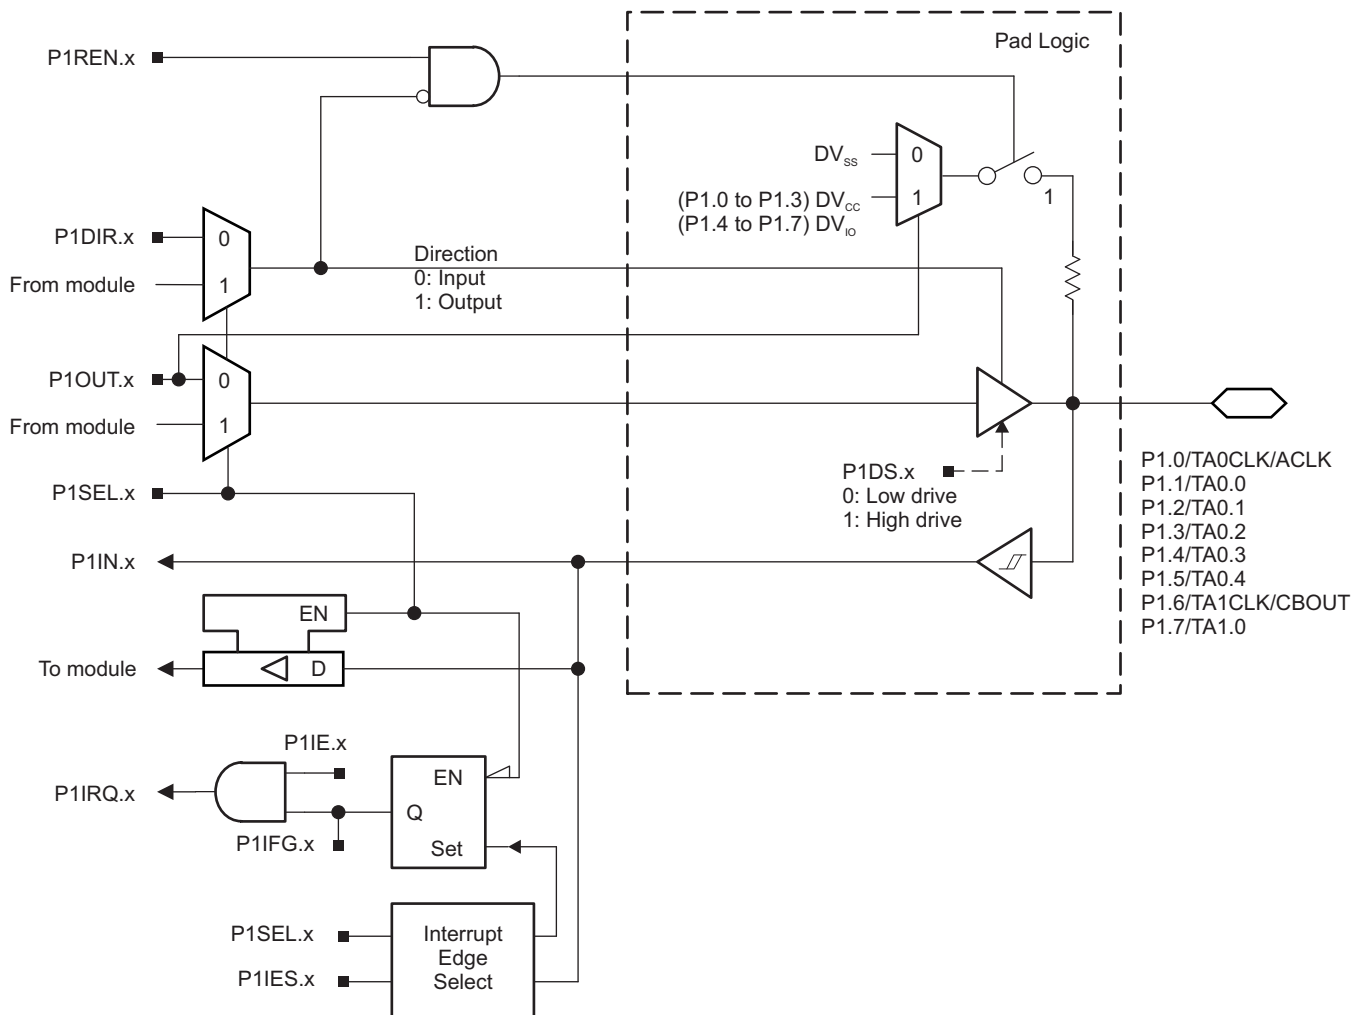 Pad Logic
P1REN.x
DVSS
0
(P1.0 to P1.3) DVCC
1
(P1.4 to P1.7) DVIO
1
P1DIR.x
0
From module
1
Direction
0: Input
1: Output
P1OUT.x
0
From module
1
P1SEL.x
P1DS.x
0: Low drive
1: High drive
P1.0/TA0CLK/ACLK
P1.1/TA0.0
P1.2/TA0.1
P1.3/TA0.2
P1.4/TA0.3
P1.5/TA0.4
P1.6/TA1CLK/CBOUT
P1.7/TA1.0
P1IN.x
EN
To module
D
P1IE.x
P1IRQ.x
P1IFG.x
EN
Q
Set
P1SEL.x
P1IES.x
Interrupt
Edge
Select